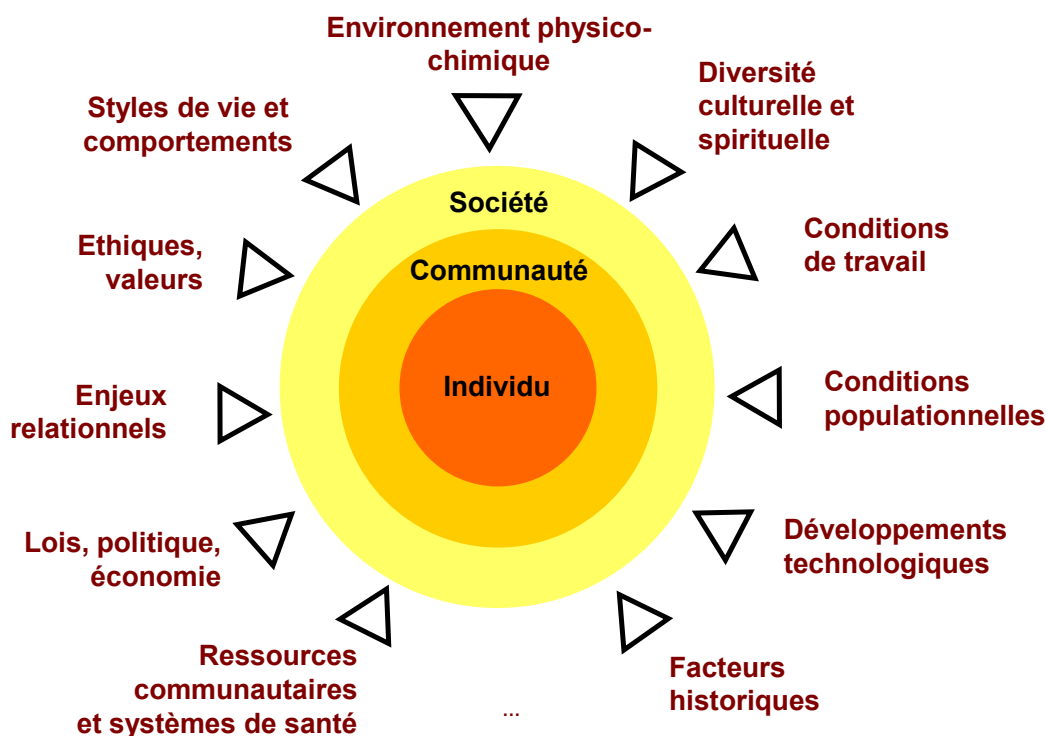 Environnement physico-
chimique
Diversité
culturelle et
spirituelle
Styles de vie et
comportements
Société
Ethiques,
valeurs
Communauté
Conditions
de travail
Individu
Enjeux
relationnels
Conditions
populationnelles
Lois, politique,
économie
Développements
technologiques
Ressources
communautaires
et systèmes de santé
Facteurs
historiques
...